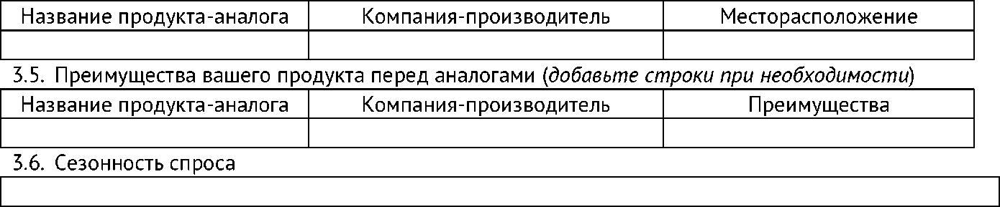 Название продукта-аналога Компания-производитель Месторасположение
3.5. Преимущества вашего продукта перед аналогами (добавьте строки при необходимости)
Название продукта-аналога Компания-производитель Преимущества
3.6. Сезонность спроса